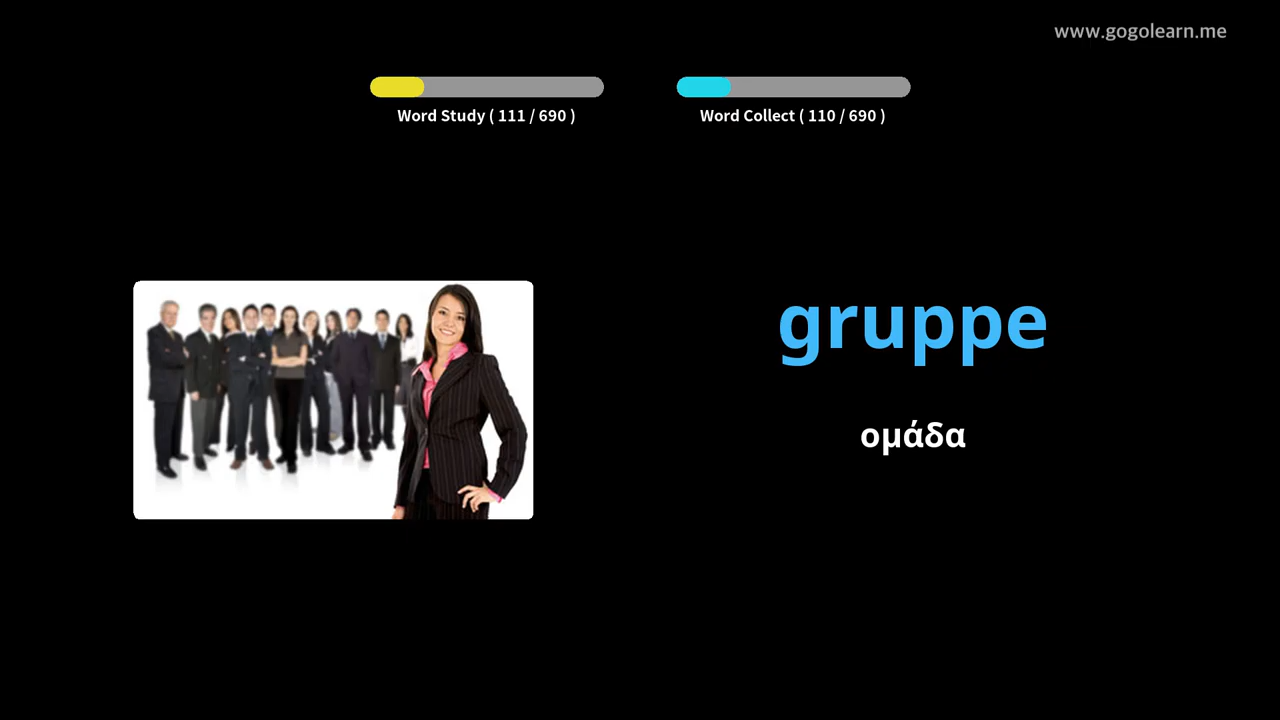 www.gogolearn.me
Word Study ( 111 / 690 )
Word Collect ( 110 / 690 )
gruppe
ομάδα